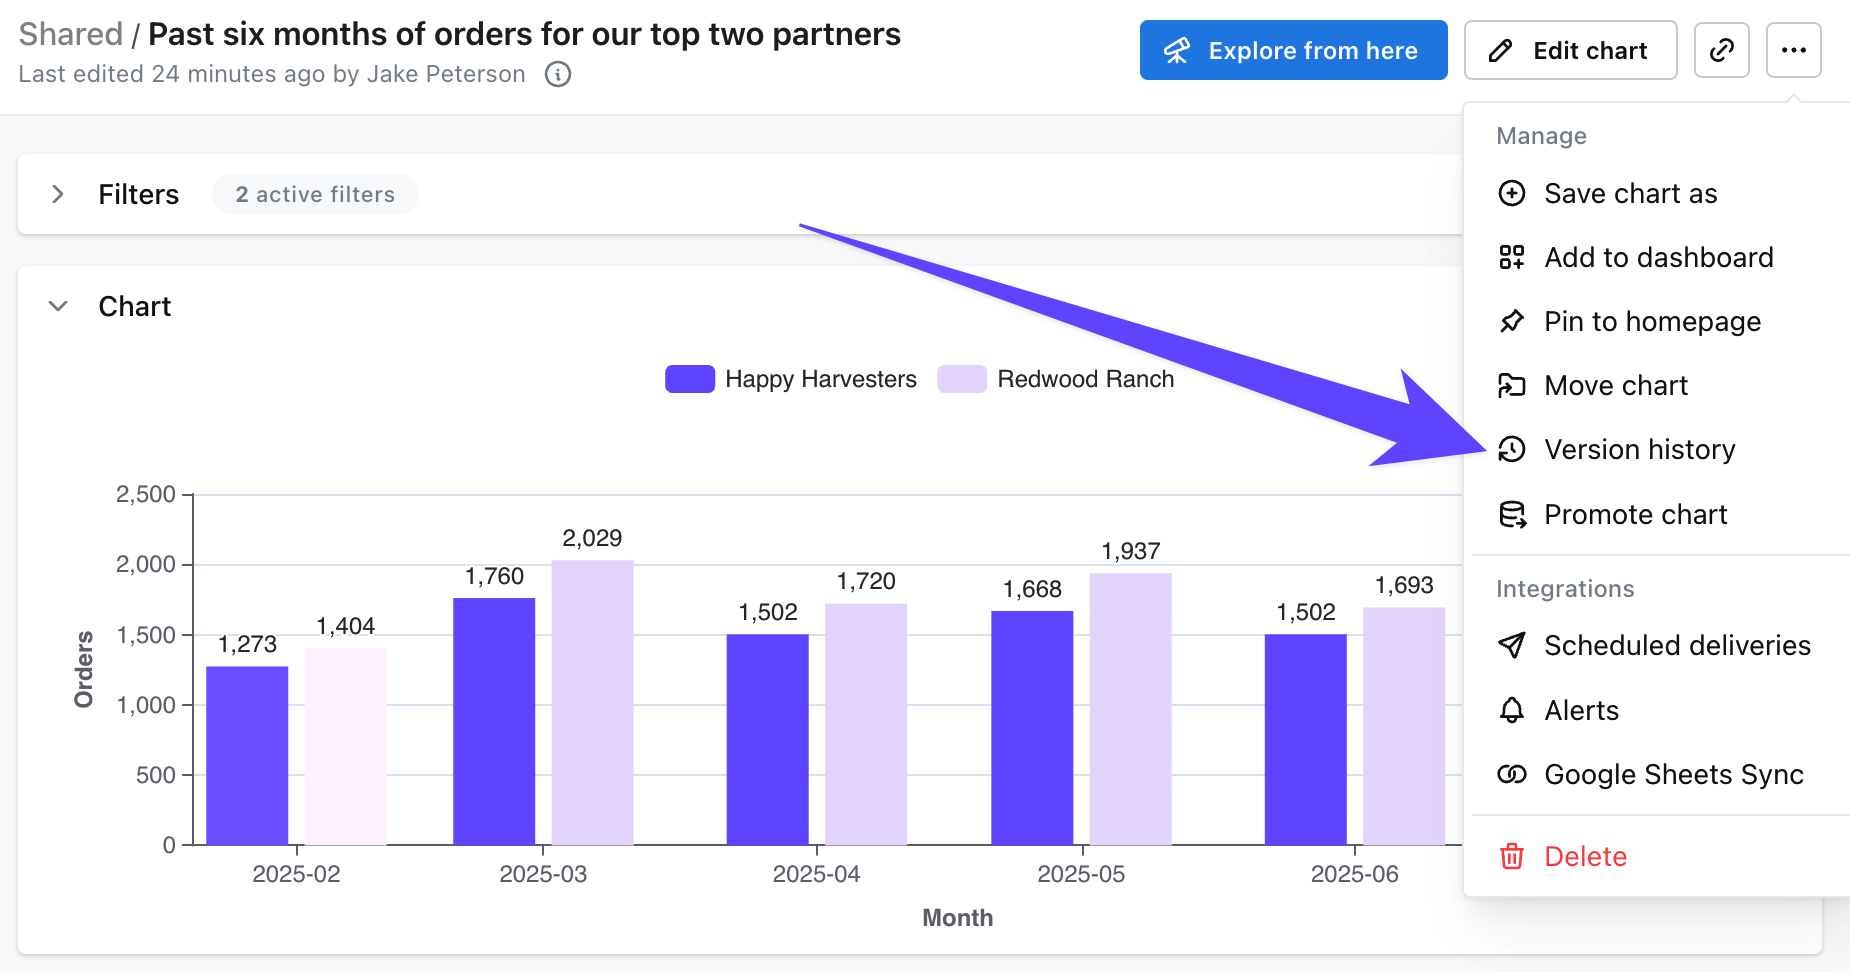 Shared / Past six months of orders for our top two partners
Last edited 24 minutes ago by Jake Peterson
Explore from here
Edit chart
Filters
2 active filters
Chart
Happy Harvesters
Redwood Ranch
2,500
2,000
1,500
1,000
500
0
Orders
1,273
1,404
1,760
2,029
1,502
1,720
1,668
1,937
1,502
1,693
2025-02
2025-03
2025-04
2025-05
2025-06
Month
Manage
Save chart as
Add to dashboard
Pin to homepage
Move chart
Version history
Promote chart
Integrations
Scheduled deliveries
Alerts
Google Sheets Sync
Delete